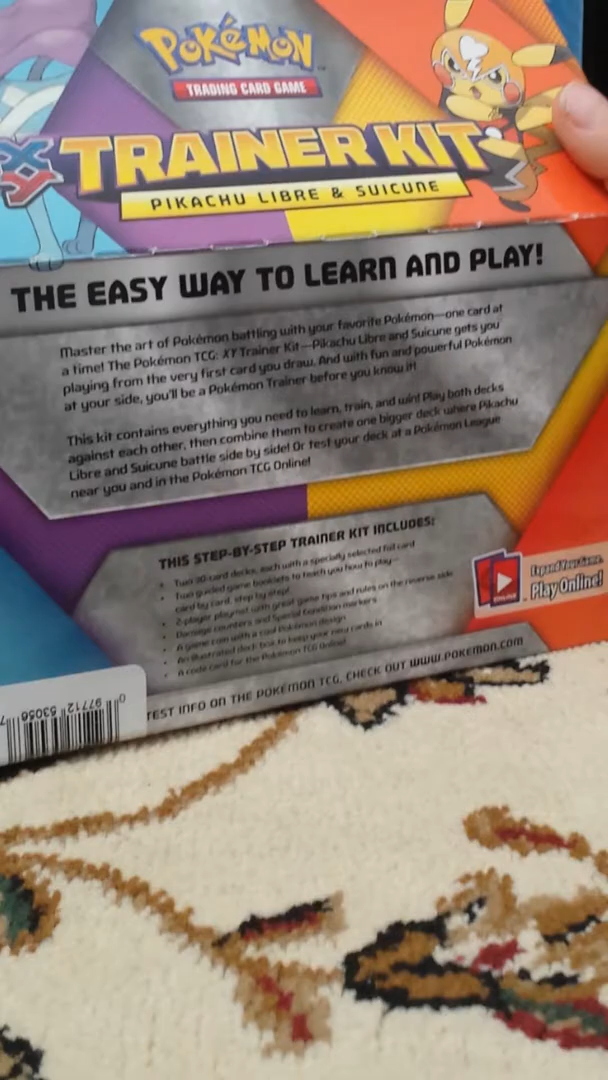 POKéMON
TRADING CARD GAME
XY TRAINER KIT
PIKACHU LIBRE & SUICUNE
THE EASY WAY TO LEARN AND PLAY!
Master the art of Pokémon battling with your favorite Pokémon—one card at
a time! The Pokémon TCG: XY Trainer Kit—Pikachu Libre and Suicune gets you
playing from the very first card you draw. And with fun and powerful Pokémon
at your side, you'll be a Pokémon Trainer before you know it!
This kit contains everything you need to learn, train, and win! Play both decks
against each other, then combine them to create one bigger deck where Pikachu
Libre and Suicune battle side by side! Or test your deck at a Pokémon League
near you and in the Pokémon TCG Online!
THIS STEP-BY-STEP TRAINER KIT INCLUDES:
• Two 30-card decks, each with a specially selected foil card
• Two guided game booklets to teach you how to play—
card by card, step by step!
• 2-player playmat with great game tips and rules on the reverse side
• Damage counters and Special Condition markers
• A game coin with a cool Pokémon design
• An illustrated deck box to keep your new cards in
• A code card for the Pokémon TCG Online!
Expand Your Game.
Play Online!
ONLINE
TEST INFO ON THE POKÉMON TCG, CHECK OUT WWW.POKEMON.COM
0 97712 53056 7